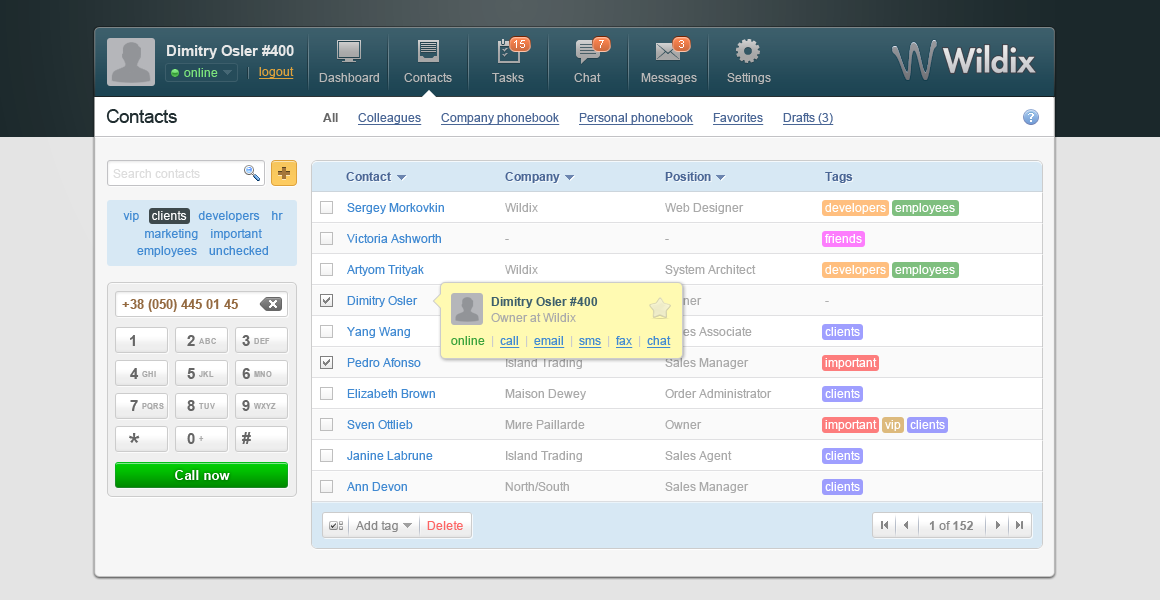 Dimitry Osler #400
online | logout
Dashboard
Contacts
15
Tasks
7
Chat
3
Messages
Settings
Wildix
Contacts
All Colleagues Company phonebook Personal phonebook Favorites Drafts (3) ?
Search contacts
vip clients developers hr
marketing important
employees unchecked
+38 (050) 445 01 45
1 2 ABC 3 DEF
4 GHI 5 JKL 6 MNO
7 PQRS 8 TUV 9 WXYZ
* 0 + #
Call now
Contact Company Position Tags
Sergey Morkovkin Wildix Web Designer developers employees
Victoria Ashworth - - friends
Artyom Trityak Wildix System Architect developers employees
Dimitry Osler -
Dimitry Osler #400
Owner at Wildix
online | call | email | sms | fax | chat
Yang Wang Associate clients
Pedro Afonso Island Trading Sales Manager important
Elizabeth Brown Maison Dewey Order Administrator clients
Sven Ottlieb Мире Paillarde Owner important vip clients
Janine Labrune Island Trading Sales Agent clients
Ann Devon North/South Sales Manager clients
Add tag Delete
1 of 152